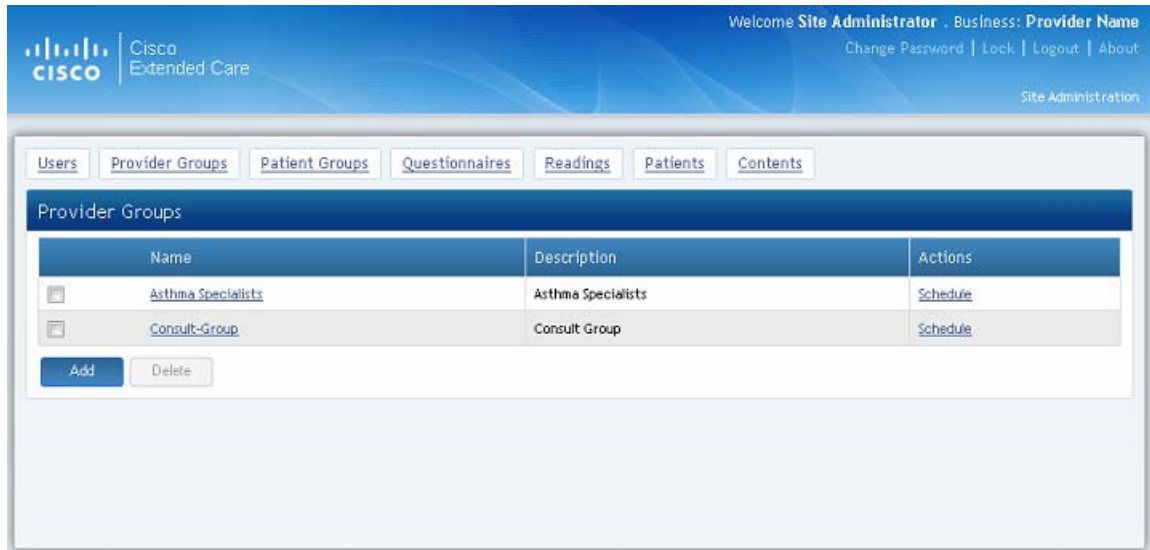 Welcome Site Administrator . Business: Provider Name
Change Password | Lock | Logout | About
CISCO
Cisco
Extended Care
Site Administration
Users Provider Groups Patient Groups Questionnaires Readings Patients Contents
Provider Groups
Name Description Actions
Asthma Specialists Asthma Specialists Schedule
Consult-Group Consult Group Schedule
Add Delete